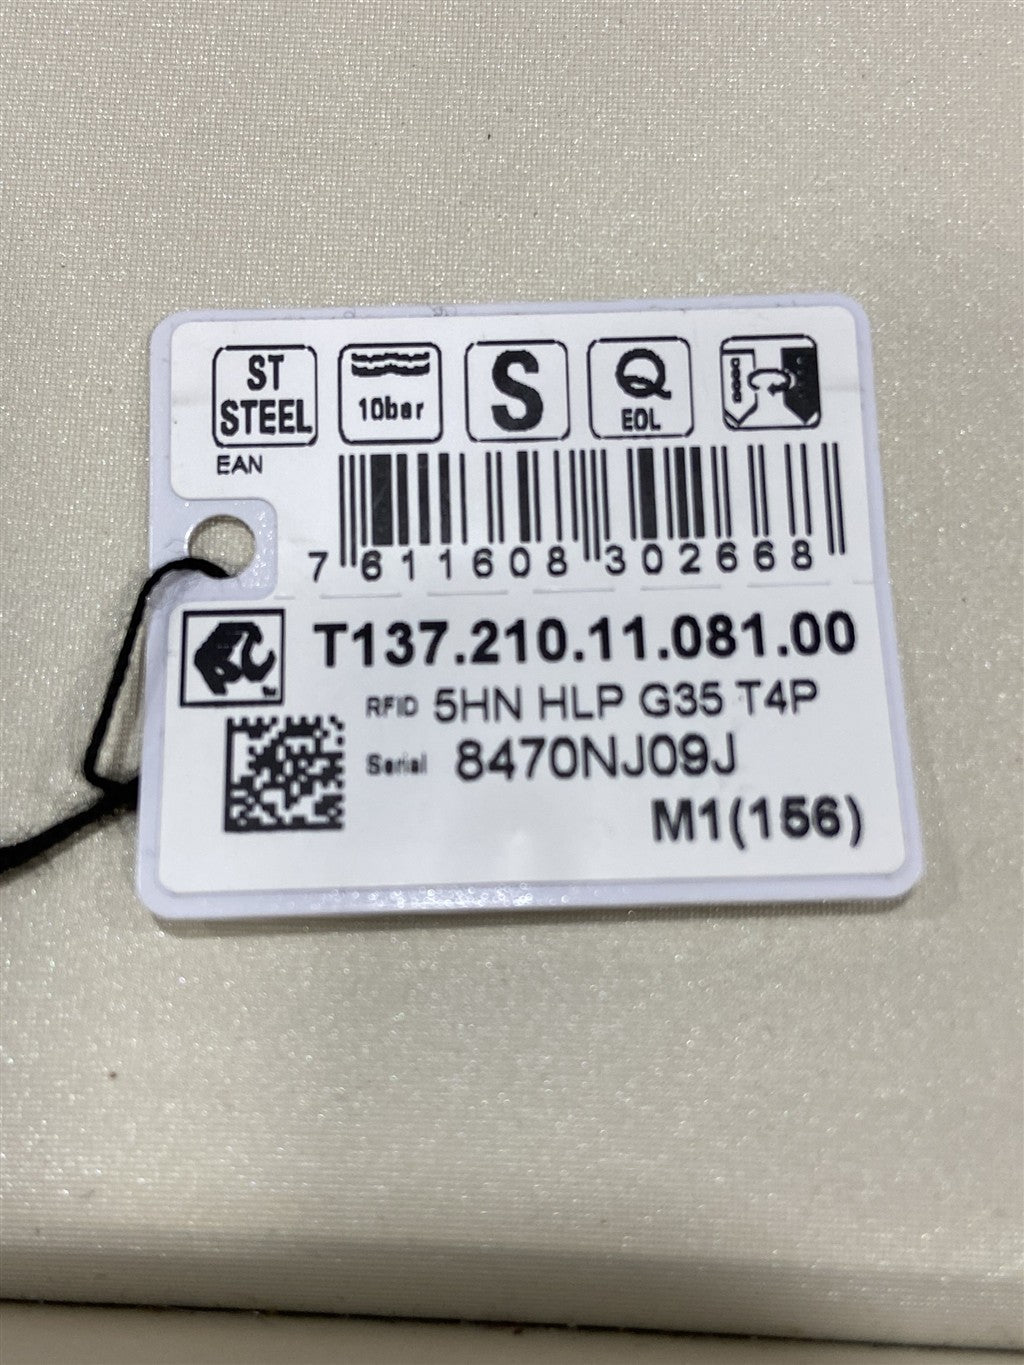 ST
STEEL
10bar
S
Q
EOL
EAN
7 611608 302668
T137.210.11.081.00
RFID 5HN HLP G35 T4P
Serial 8470NJ09J
M1(156)